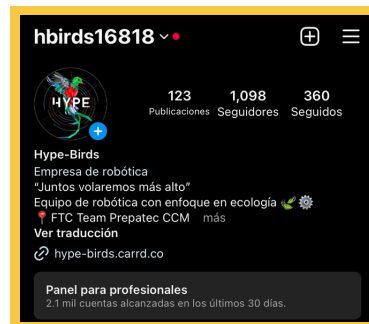 hbirds16818
HYPE
123 1,098 360
Publicaciones Seguidores Seguidos
Hype-Birds
Empresa de robótica
“Juntos volaremos más alto”
Equipo de robótica con enfoque en ecología 🌿⚙️
📍 FTC Team Prepatec CCM más
Ver traducción
hype-birds.carrd.co
Panel para profesionales
2.1 mil cuentas alcanzadas en los últimos 30 días.